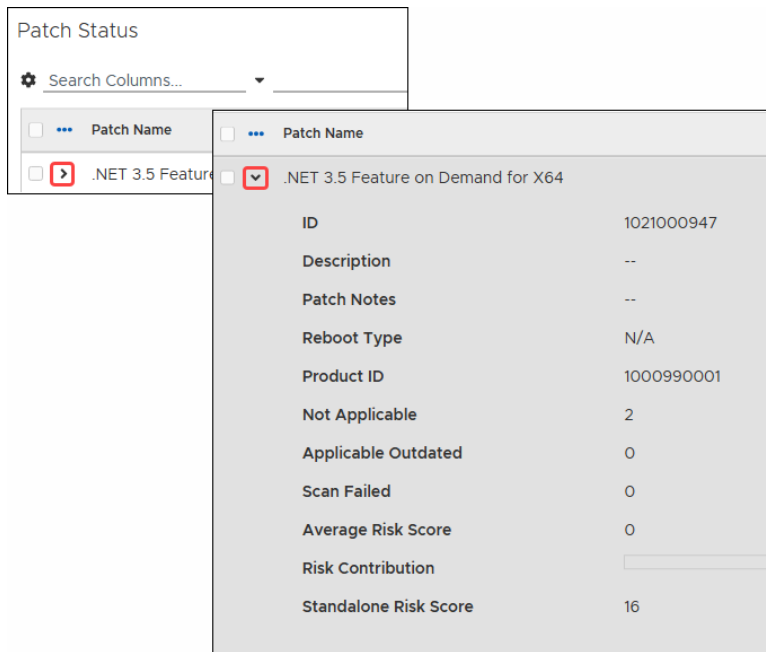 Patch Status
Search Columns...
••• Patch Name
.NET 3.5 Feature
••• Patch Name
.NET 3.5 Feature on Demand for X64
ID 1021000947
Description --
Patch Notes --
Reboot Type N/A
Product ID 1000990001
Not Applicable 2
Applicable Outdated 0
Scan Failed 0
Average Risk Score 0
Risk Contribution
Standalone Risk Score 16